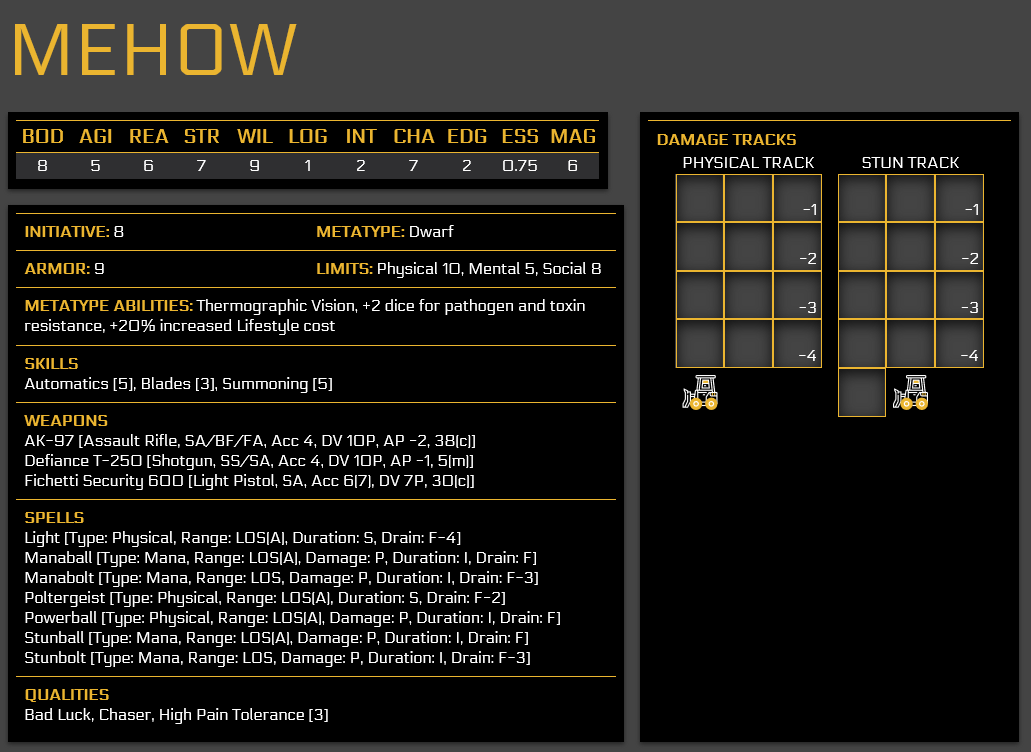 MEHOW
BOD AGI REA STR WIL LOG INT CHA EDG ESS MAG
8 5 6 7 9 1 2 7 2 0.75 6
INITIATIVE: 8 METATYPE: Dwarf
ARMOR: 9 LIMITS: Physical 10, Mental 5, Social 8
METATYPE ABILITIES: Thermographic Vision, +2 dice for pathogen and toxin
resistance, +20% increased Lifestyle cost
SKILLS
Automatics [5], Blades [3], Summoning [5]
WEAPONS
AK-97 [Assault Rifle, SA/BF/FA, Acc 4, DV 10P, AP -2, 38(c)]
Defiance T-250 [Shotgun, SS/SA, Acc 4, DV 10P, AP -1, 5(m)]
Fichetti Security 600 [Light Pistol, SA, Acc 6(7), DV 7P, 30(c)]
SPELLS
Light [Type: Physical, Range: LOS(A), Duration: S, Drain: F-4]
Manaball [Type: Mana, Range: LOS(A), Damage: P, Duration: I, Drain: F]
Manabolt [Type: Mana, Range: LOS, Damage: P, Duration: I, Drain: F-3]
Poltergeist [Type: Physical, Range: LOS(A), Duration: S, Drain: F-2]
Powerball [Type: Physical, Range: LOS(A), Damage: P, Duration: I, Drain: F]
Stunball [Type: Mana, Range: LOS(A), Damage: P, Duration: I, Drain: F]
Stunbolt [Type: Mana, Range: LOS, Damage: P, Duration: I, Drain: F-3]
QUALITIES
Bad Luck, Chaser, High Pain Tolerance [3]
DAMAGE TRACKS
PHYSICAL TRACK STUN TRACK
-1 -1
-2 -2
-3 -3
-4 -4